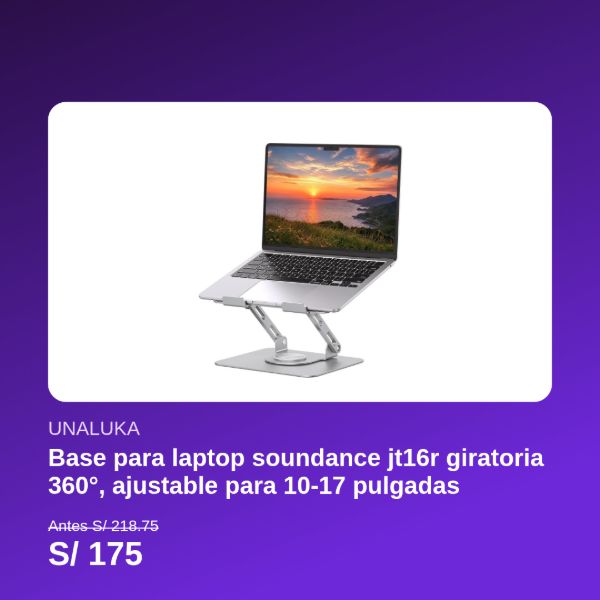 UNALUKA
Base para laptop soundance jt16r giratoria
360°, ajustable para 10-17 pulgadas
Antes S/ 218.75
S/ 175